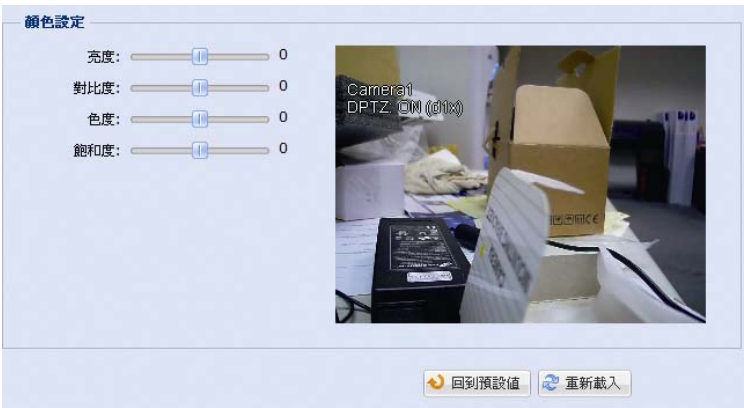 顏色設定
亮度: 0
對比度: 0
色度: 0
飽和度: 0
Camera1
DPTZ: ON (d1x)
CE
回到預設值
重新載入